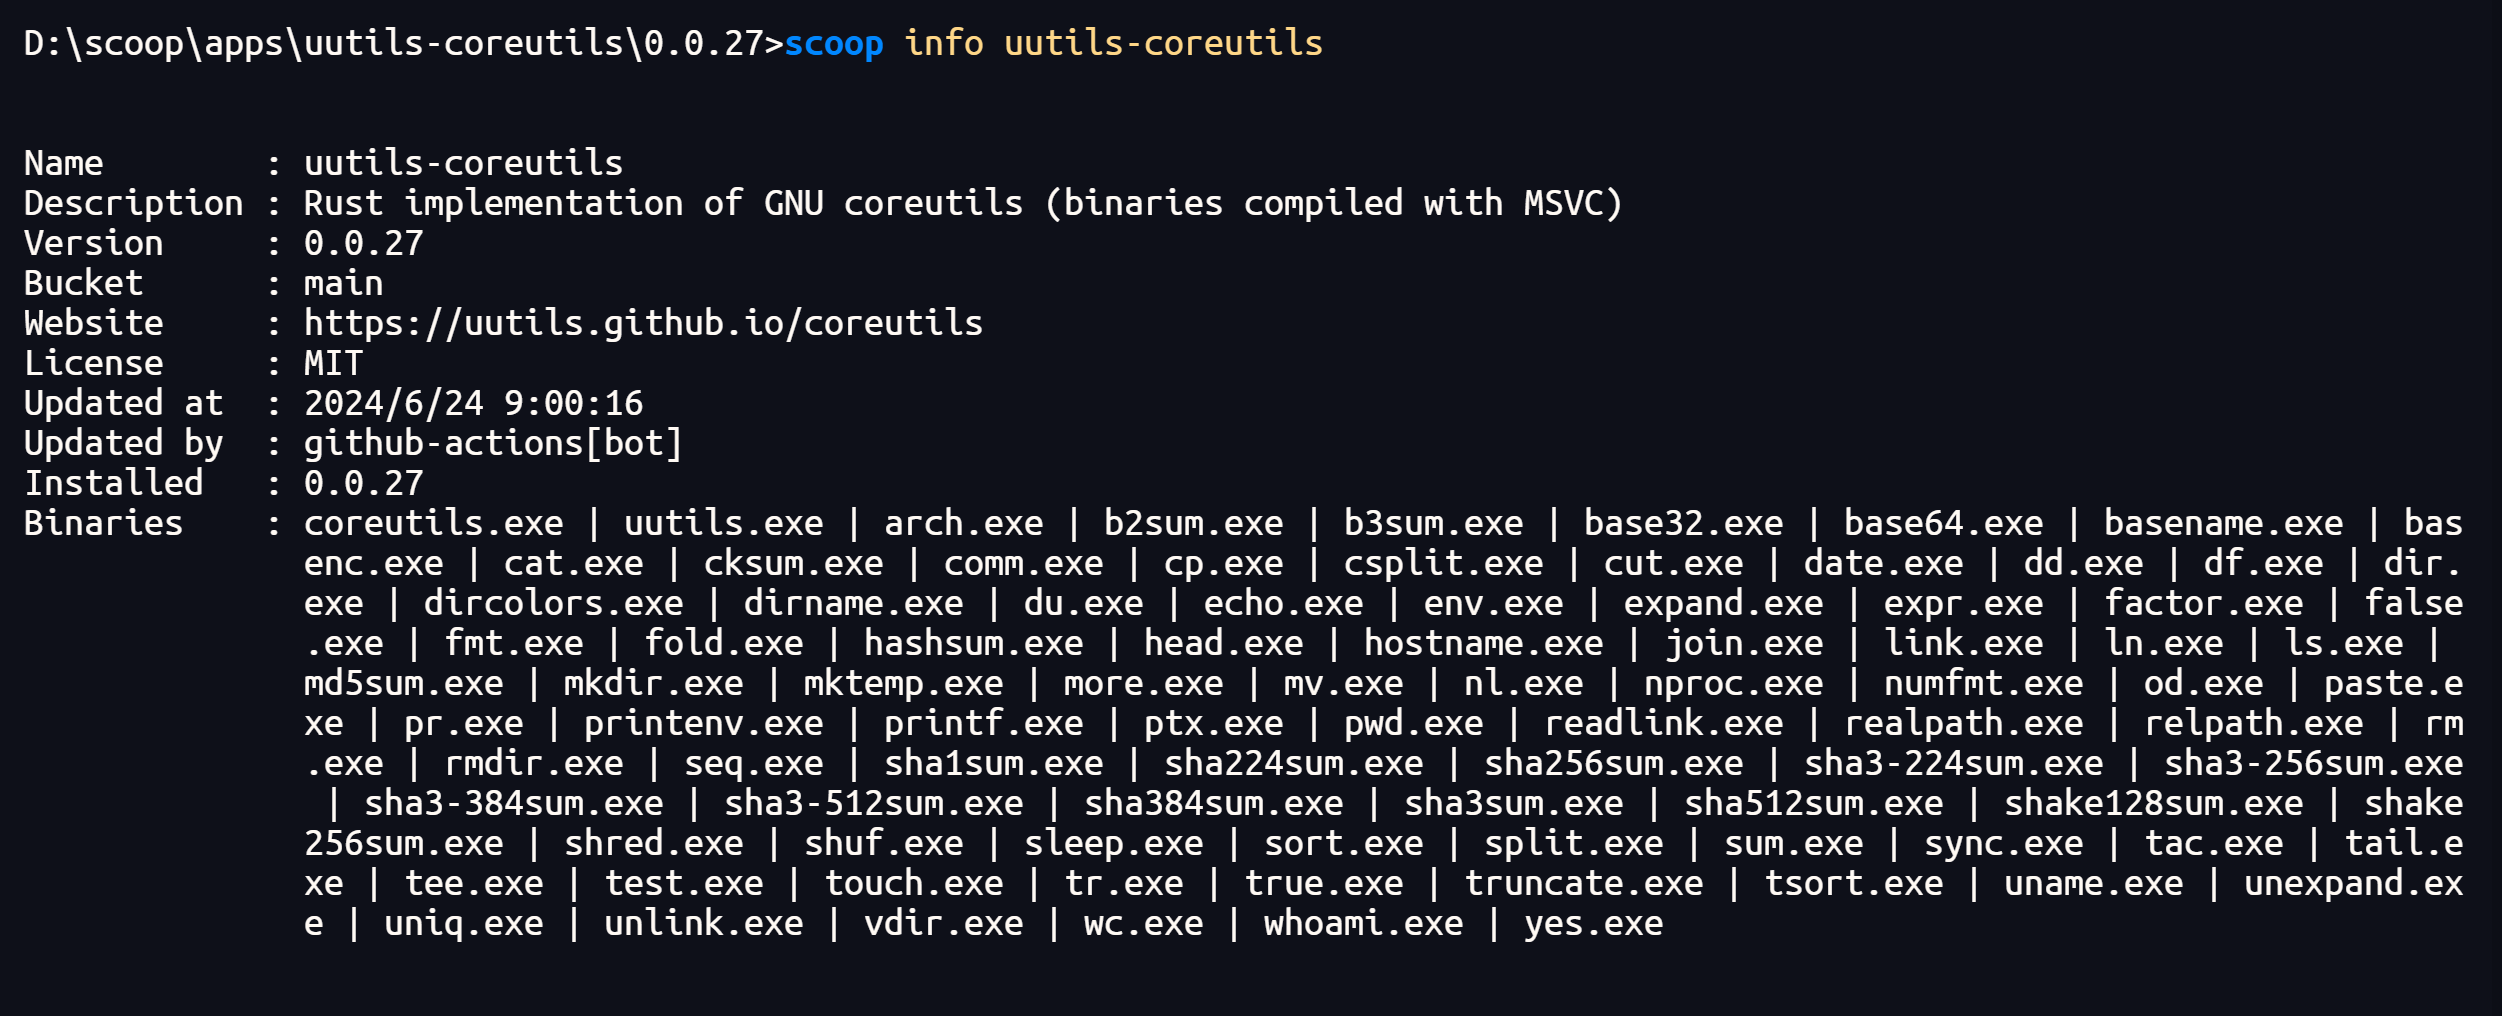 D:\scoop\apps\uutils-coreutils\0.0.27>scoop info uutils-coreutils
Name        : uutils-coreutils
Description : Rust implementation of GNU coreutils (binaries compiled with MSVC)
Version     : 0.0.27
Bucket      : main
Website     : https://uutils.github.io/coreutils
License     : MIT
Updated at  : 2024/6/24 9:00:16
Updated by  : github-actions[bot]
Installed   : 0.0.27
Binaries    : coreutils.exe | uutils.exe | arch.exe | b2sum.exe | b3sum.exe | base32.exe | base64.exe | basename.exe | bas
              enc.exe | cat.exe | cksum.exe | comm.exe | cp.exe | csplit.exe | cut.exe | date.exe | dd.exe | df.exe | dir.
              exe | dircolors.exe | dirname.exe | du.exe | echo.exe | env.exe | expand.exe | expr.exe | factor.exe | false
              .exe | fmt.exe | fold.exe | hashsum.exe | head.exe | hostname.exe | join.exe | link.exe | ln.exe | ls.exe |
              md5sum.exe | mkdir.exe | mktemp.exe | more.exe | mv.exe | nl.exe | nproc.exe | numfmt.exe | od.exe | paste.e
              xe | pr.exe | printenv.exe | printf.exe | ptx.exe | pwd.exe | readlink.exe | realpath.exe | relpath.exe | rm
              .exe | rmdir.exe | seq.exe | sha1sum.exe | sha224sum.exe | sha256sum.exe | sha3-224sum.exe | sha3-256sum.exe
               | sha3-384sum.exe | sha3-512sum.exe | sha384sum.exe | sha3sum.exe | sha512sum.exe | shake128sum.exe | shake
              256sum.exe | shred.exe | shuf.exe | sleep.exe | sort.exe | split.exe | sum.exe | sync.exe | tac.exe | tail.e
              xe | tee.exe | test.exe | touch.exe | tr.exe | true.exe | truncate.exe | tsort.exe | uname.exe | unexpand.ex
              e | uniq.exe | unlink.exe | vdir.exe | wc.exe | whoami.exe | yes.exe